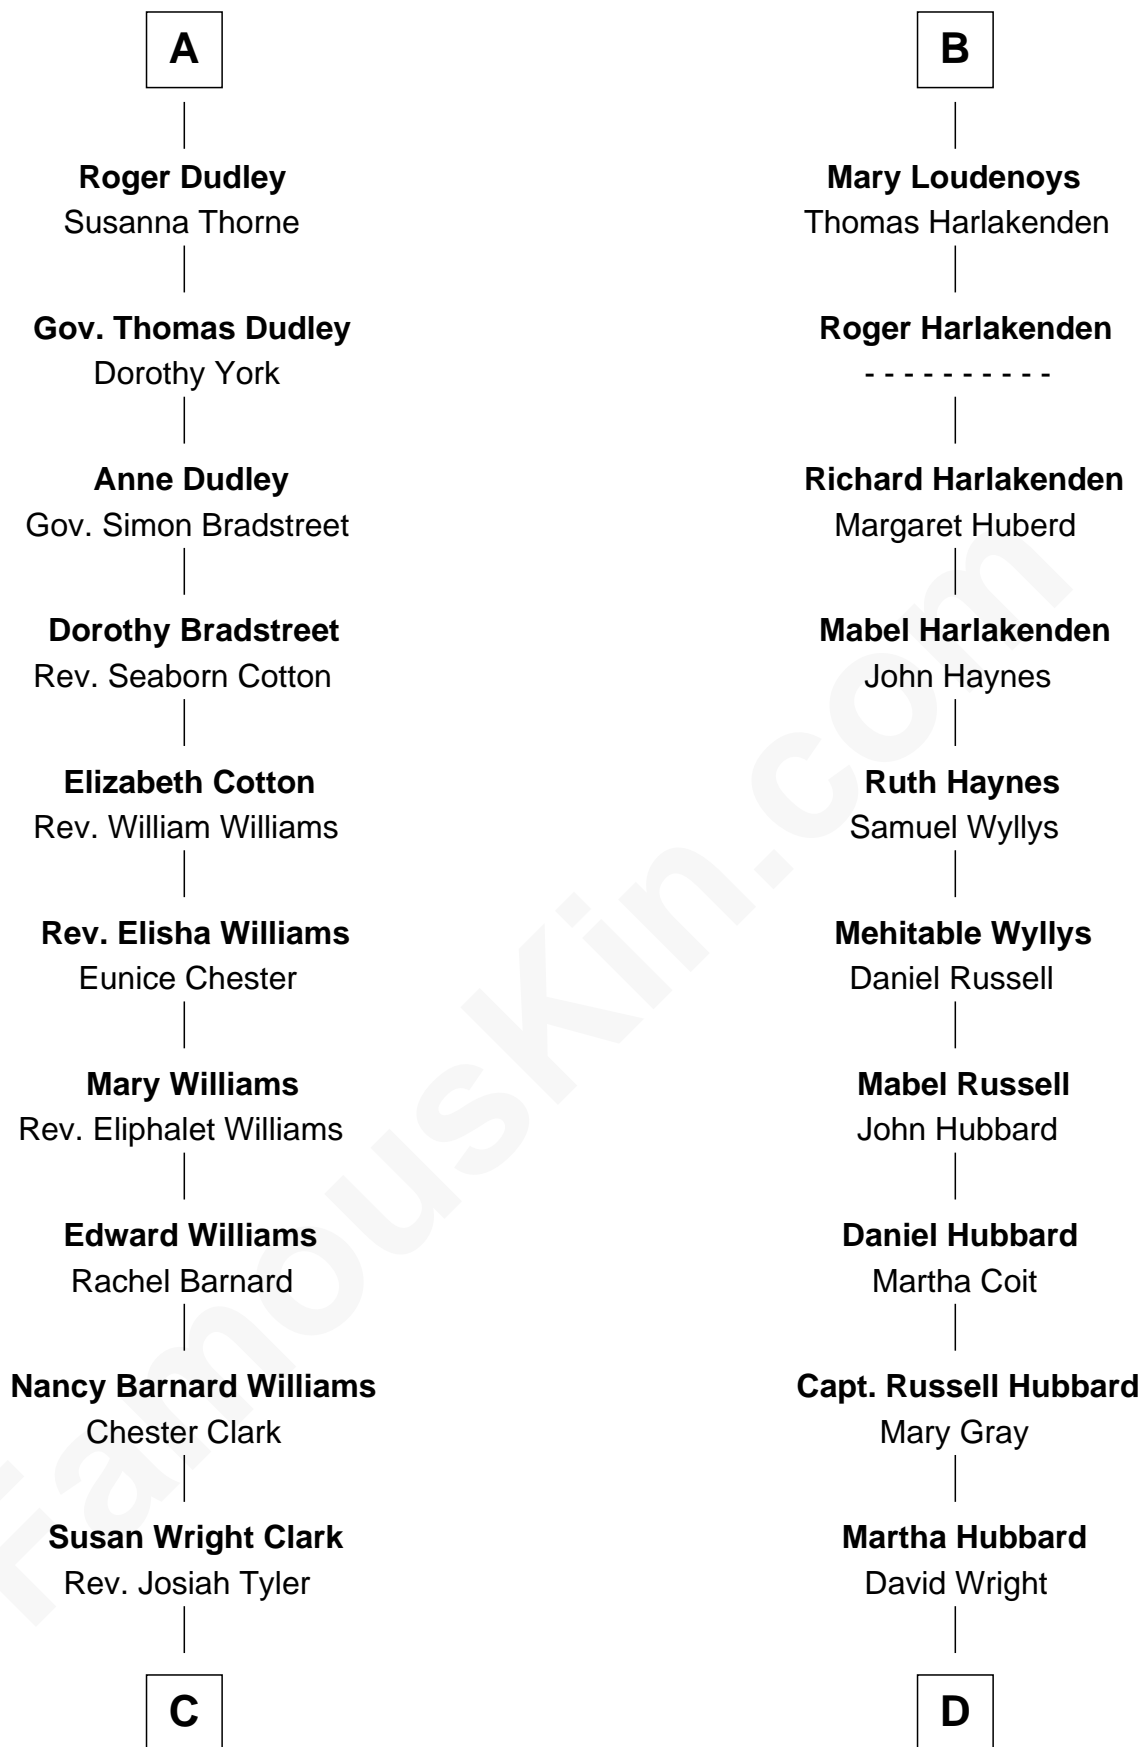 A
Roger Dudley
Susanna Thorne
Gov. Thomas Dudley
Dorothy York
Anne Dudley
Gov. Simon Bradstreet
Dorothy Bradstreet
Rev. Seaborn Cotton
Elizabeth Cotton
Rev. William Williams
Rev. Elisha Williams
Eunice Chester
Mary Williams
Rev. Eliphalet Williams
Edward Williams
Rachel Barnard
Nancy Barnard Williams
Chester Clark
Susan Wright Clark
Rev. Josiah Tyler
C
B
Mary Loudenoys
Thomas Harlakenden
Roger Harlakenden
- - - - - - - - - -
Richard Harlakenden
Margaret Huberd
Mabel Harlakenden
John Haynes
Ruth Haynes
Samuel Wyllys
Mehitable Wyllys
Daniel Russell
Mabel Russell
John Hubbard
Daniel Hubbard
Martha Coit
Capt. Russell Hubbard
Mary Gray
Martha Hubbard
David Wright
D
FamousKin.com